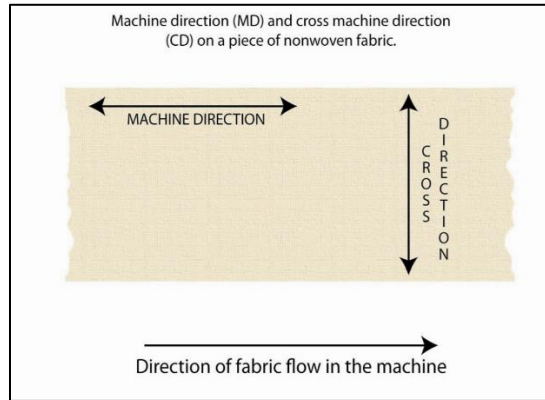 Machine direction (MD) and cross machine direction
(CD) on a piece of nonwoven fabric.
MACHINE DIRECTION
CROSS
DIRECTION
Direction of fabric flow in the machine